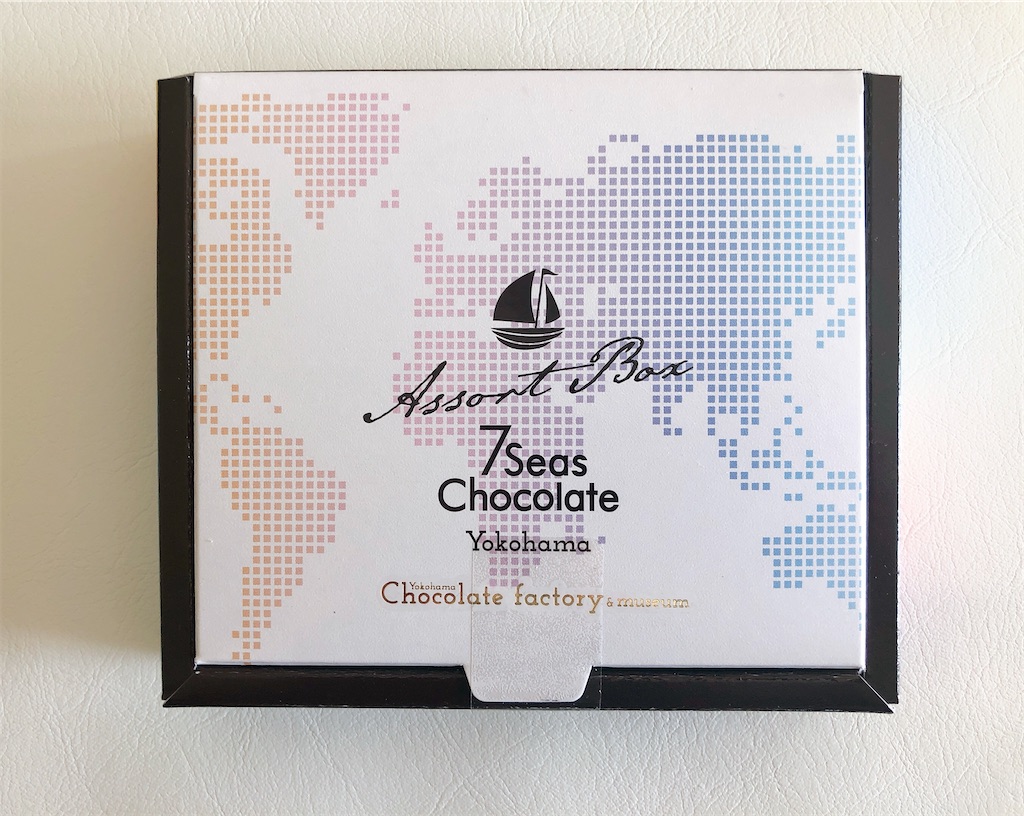 Assort Box
7Seas
Chocolate
Yokohama
Yokohama
Chocolate factory & museum